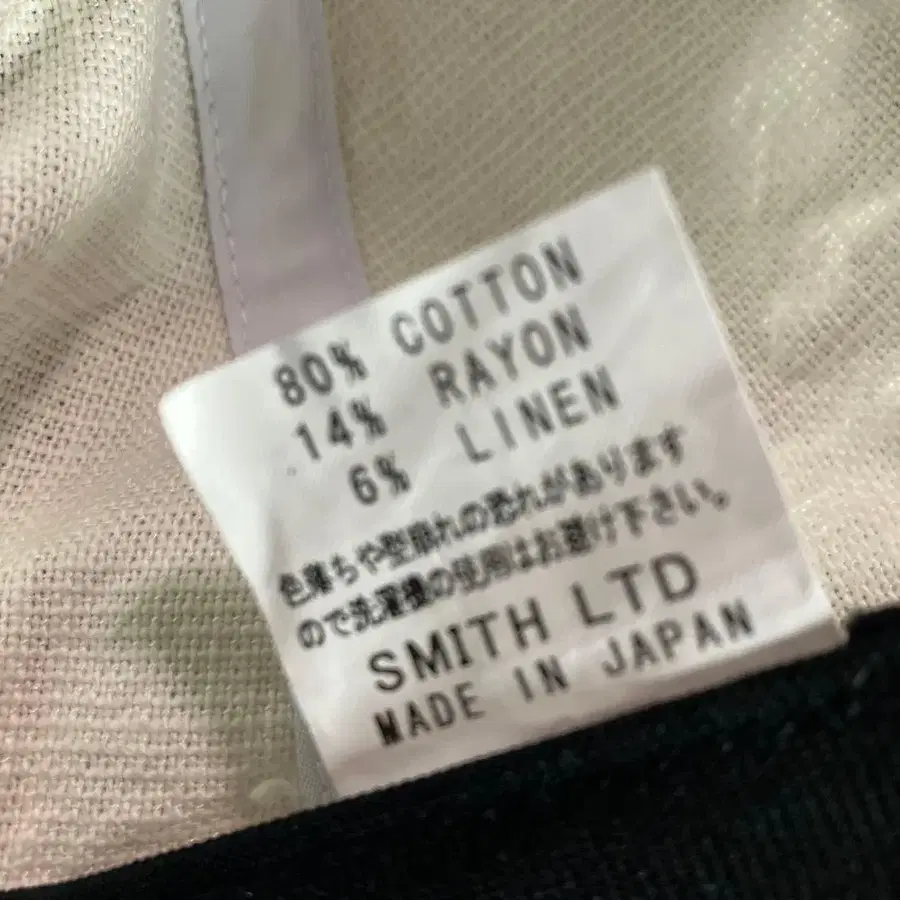 80% COTTON
14% RAYON
6% LINEN
色落ちや型崩れの恐れがあります
ので洗濯機の使用はお避け下さい。
SMITH LTD
MADE IN JAPAN